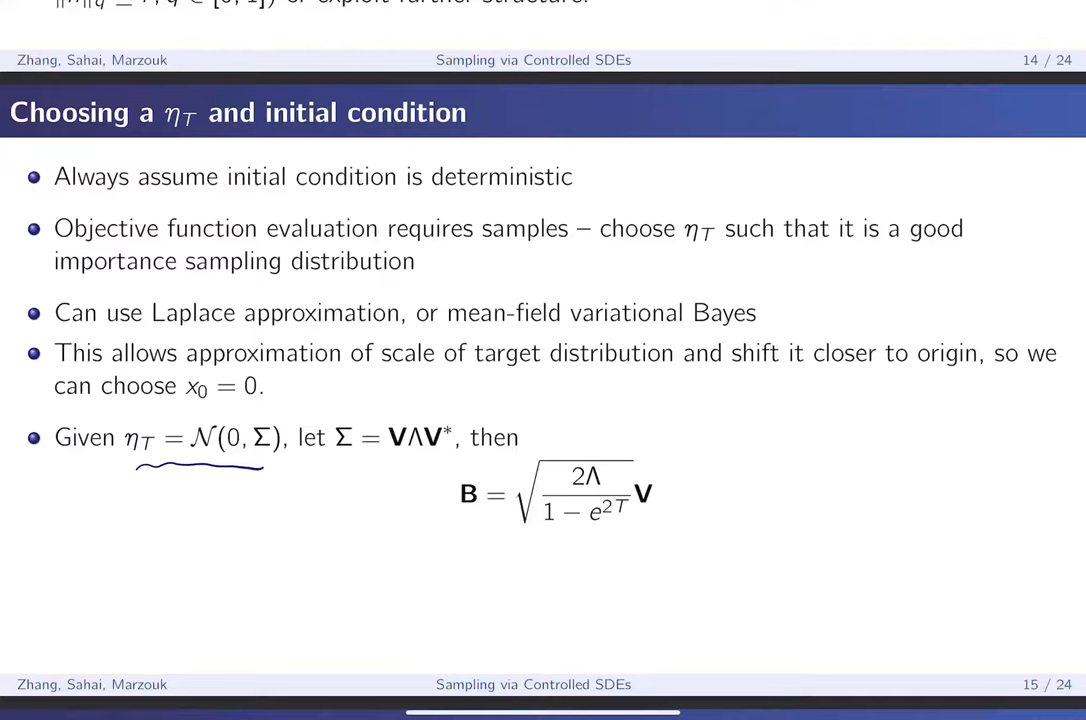 Zhang, Sahai, Marzouk Sampling via Controlled SDEs 14 / 24
Choosing a η_T and initial condition
Always assume initial condition is deterministic
Objective function evaluation requires samples – choose η_T such that it is a good
importance sampling distribution
Can use Laplace approximation, or mean-field variational Bayes
This allows approximation of scale of target distribution and shift it closer to origin, so we
can choose x_0 = 0.
Given η_T = 𝒩(0, Σ), let Σ = VΛV*, then
B = √(2Λ / (1 − e^{2T})) V
Zhang, Sahai, Marzouk Sampling via Controlled SDEs 15 / 24